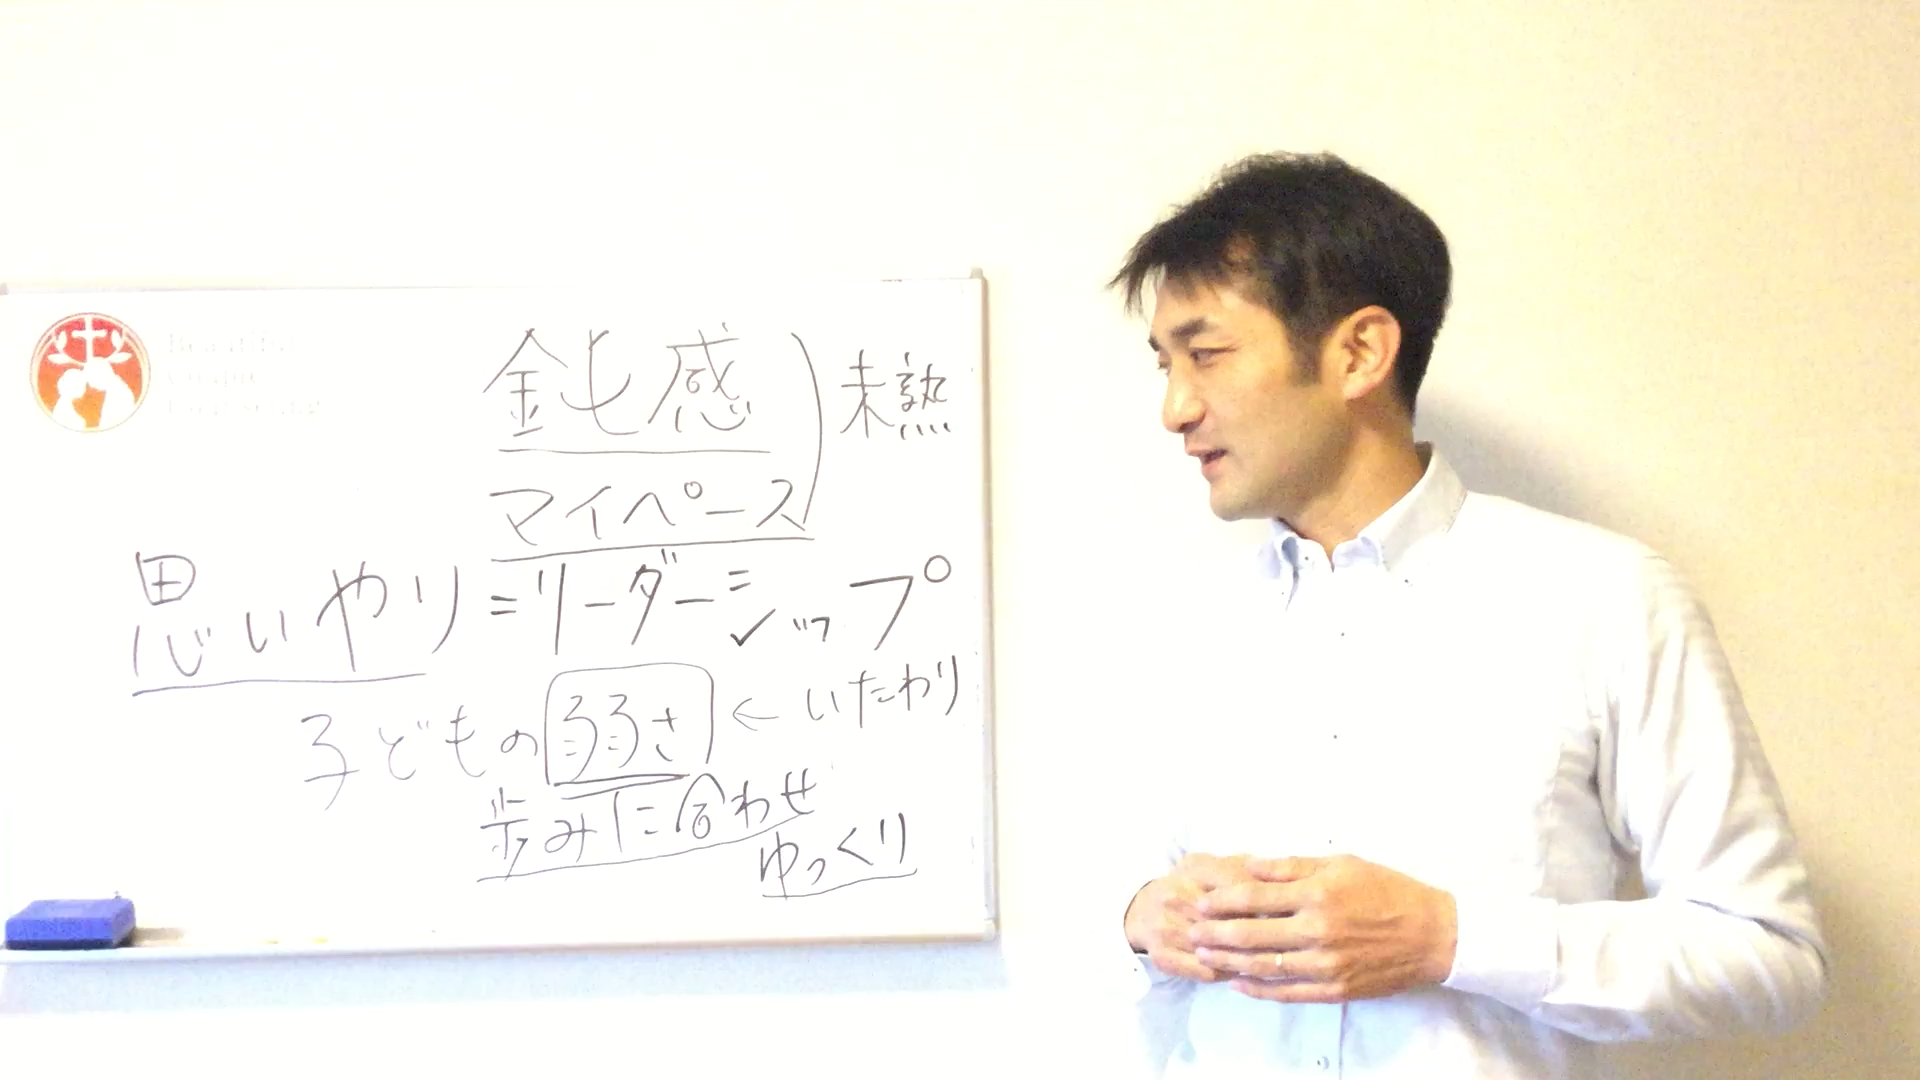 鈍感
未熟
マイペース
思いやり=リーダーシップ
子どもの弱さ←いたわり
歩みに合わせ
ゆっくり